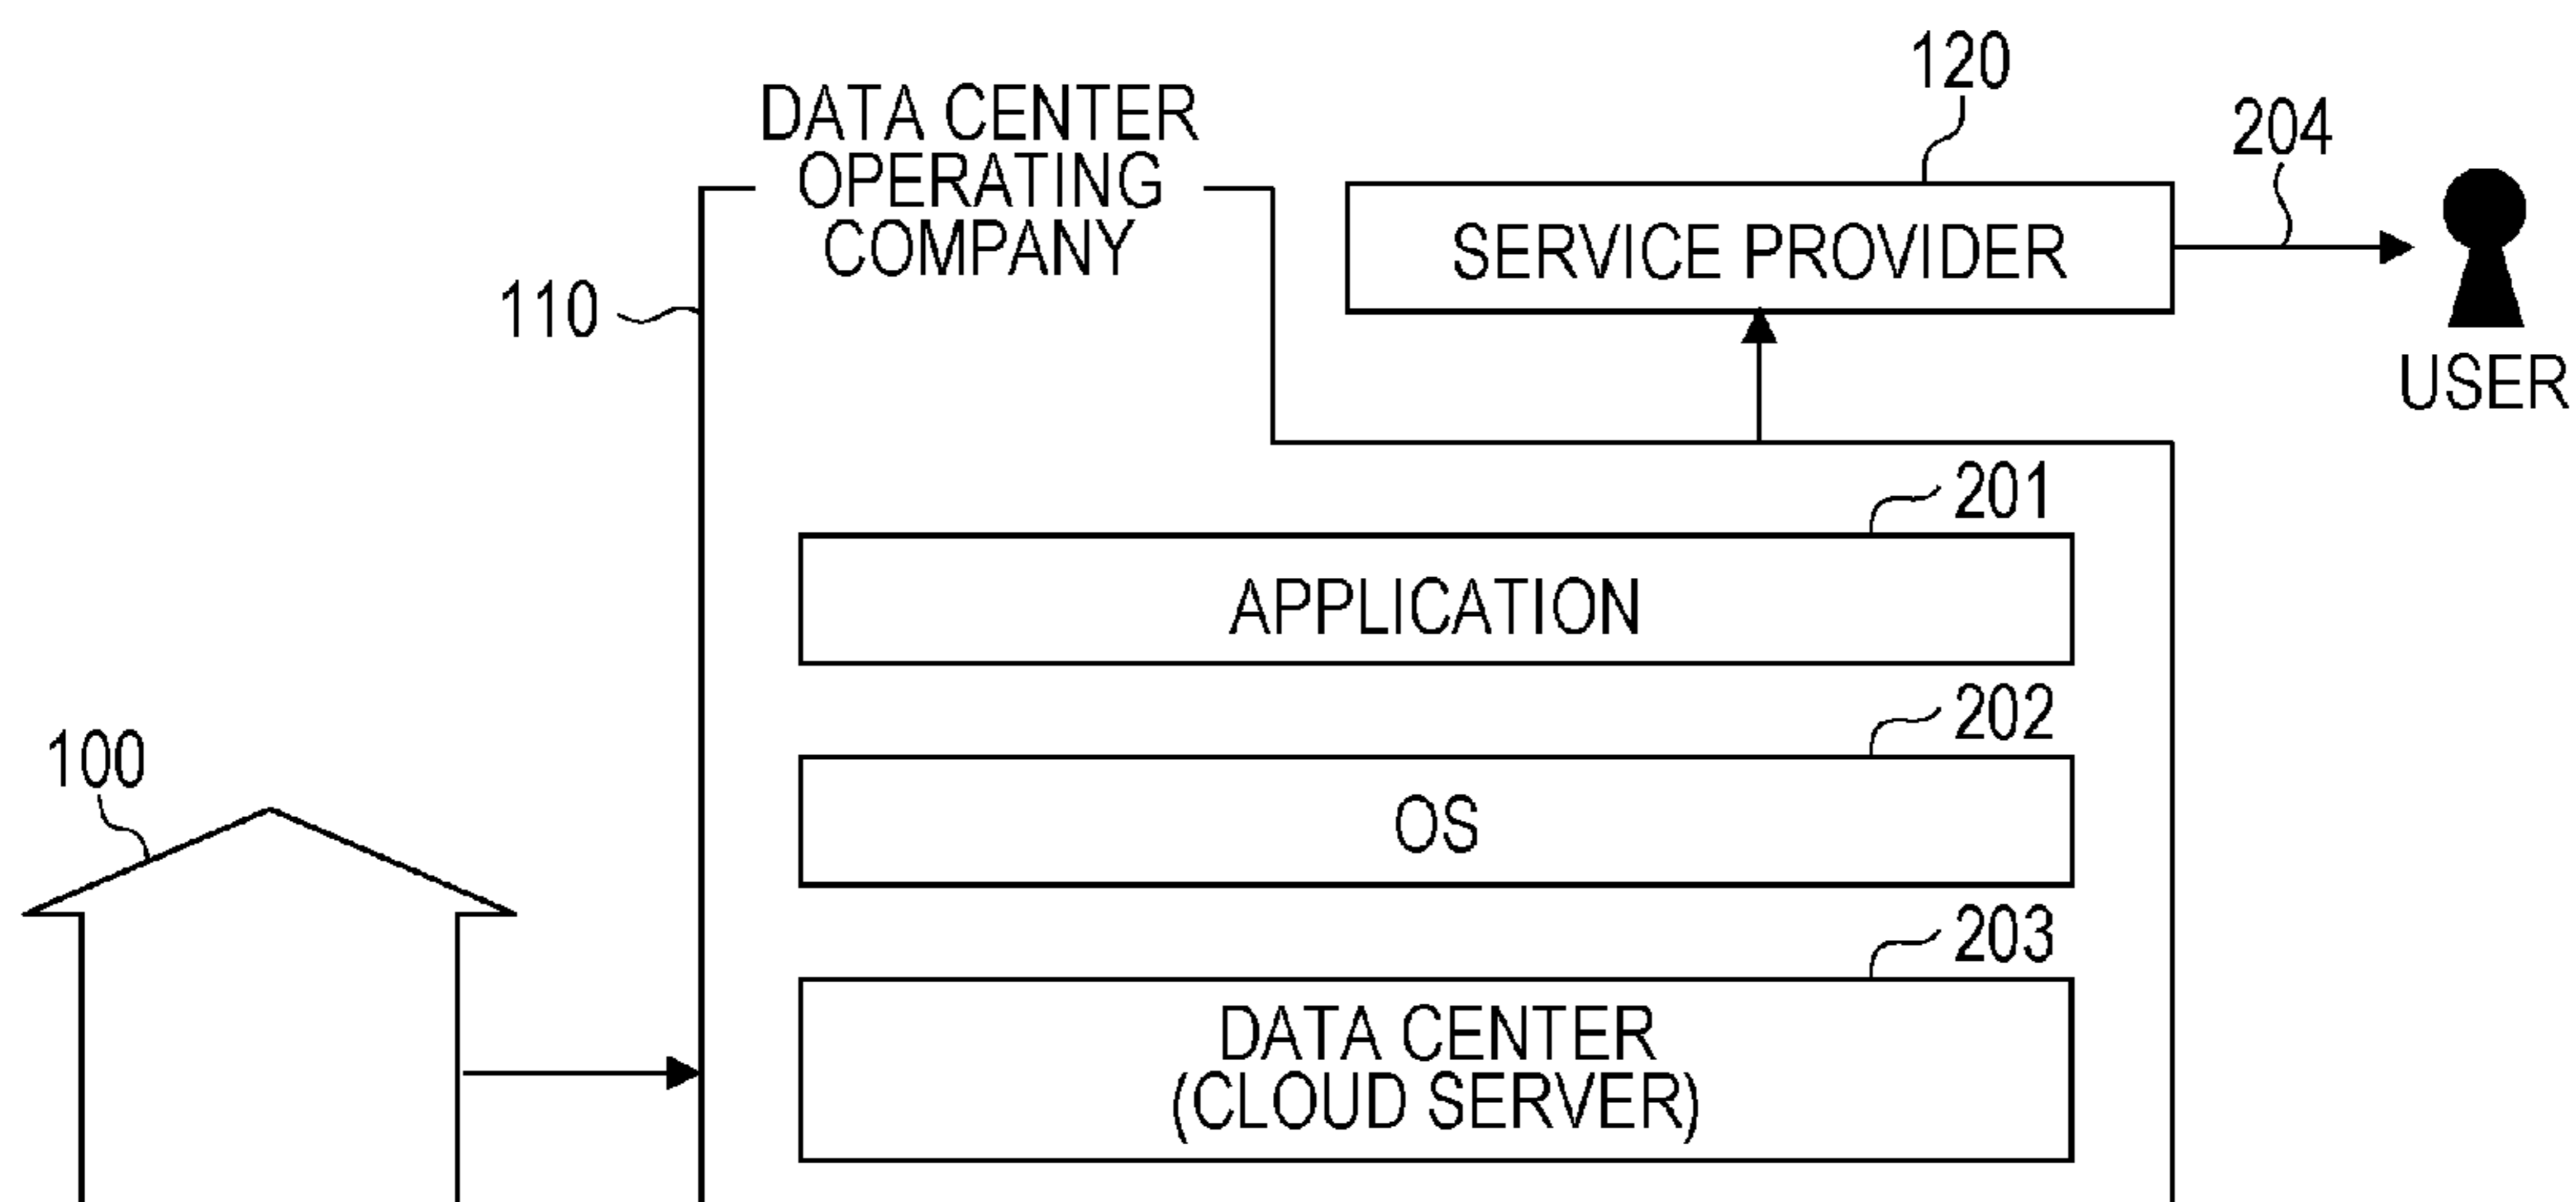 120
204
DATA CENTER
OPERATING
COMPANY
SERVICE PROVIDER
110
USER
201
APPLICATION
202
OS
100
203
DATA CENTER
(CLOUD SERVER)